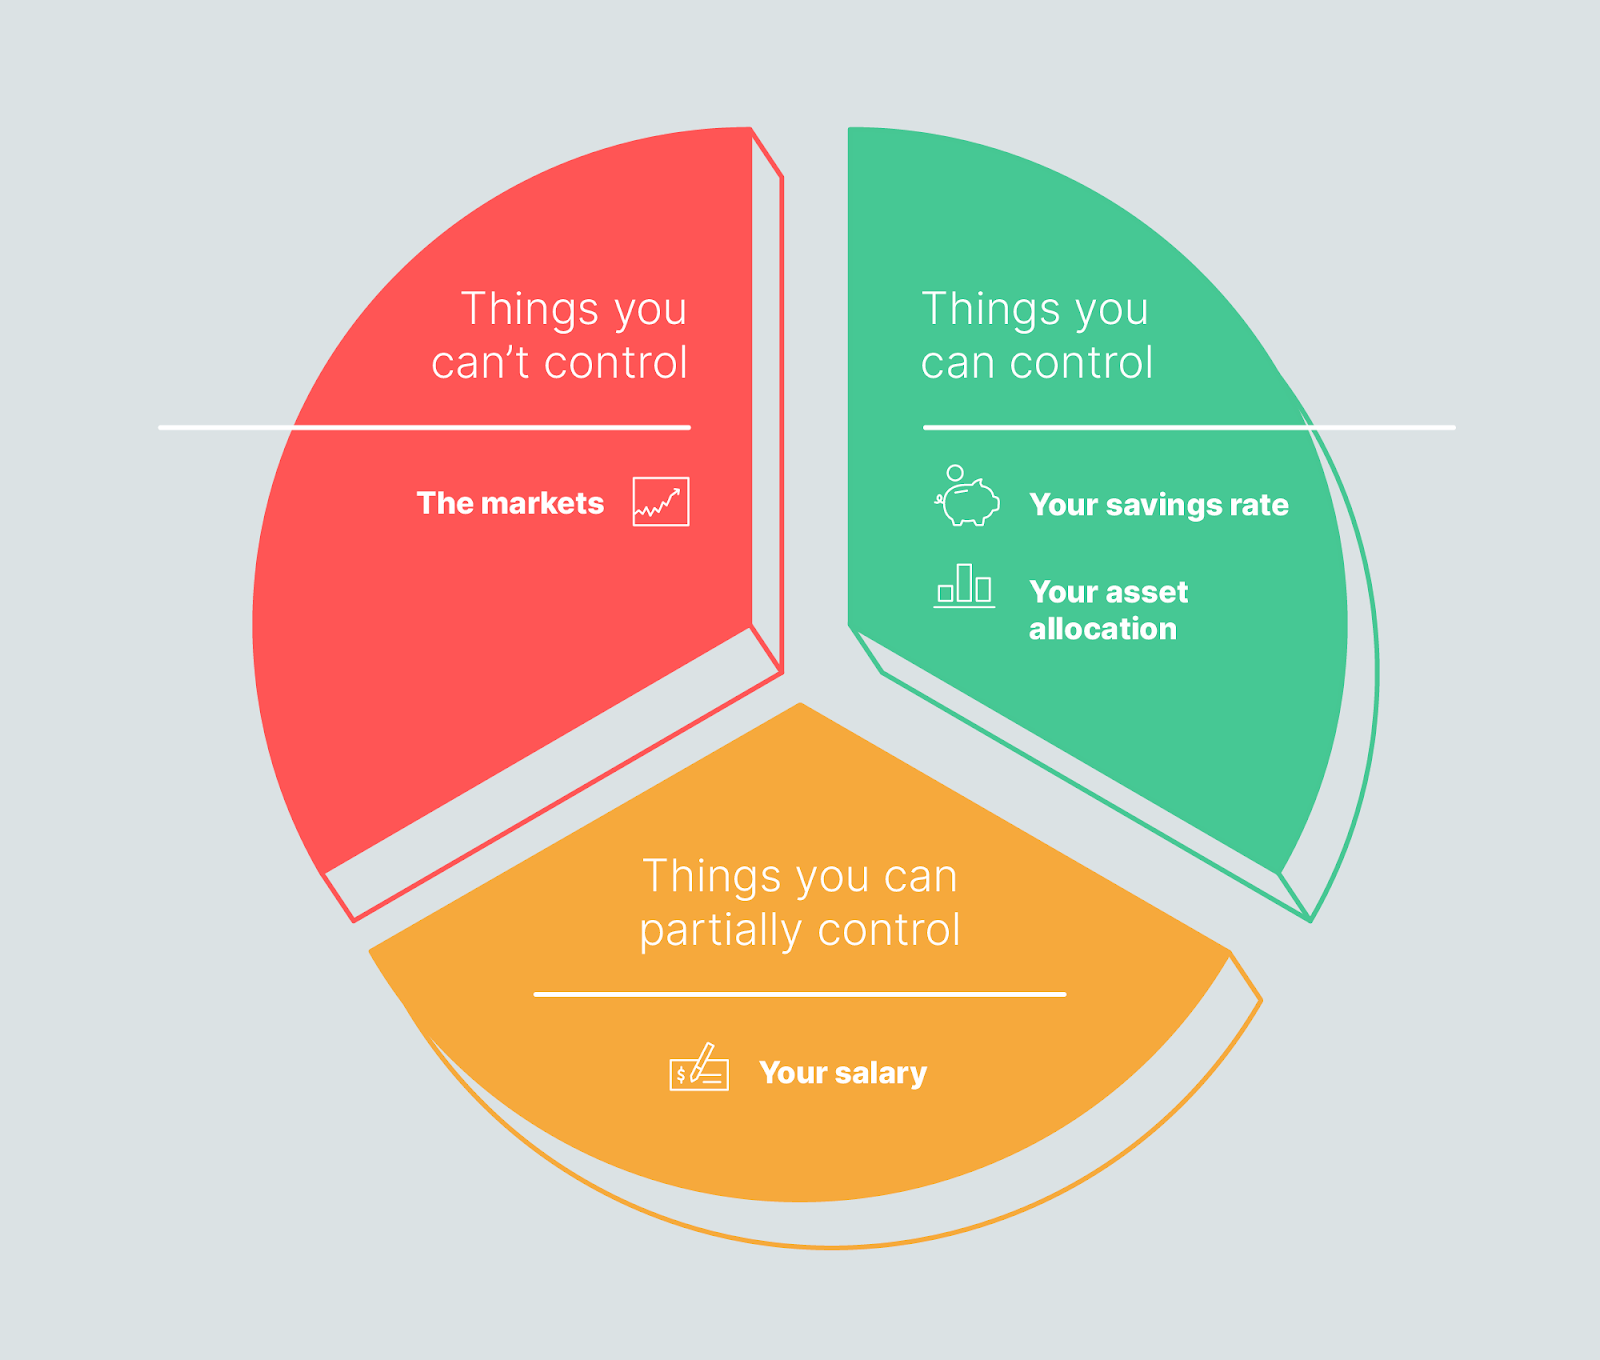 Things you
can’t control
The markets
Things you
can control
Your savings rate
Your asset
allocation
Things you can
partially control
$
Your salary